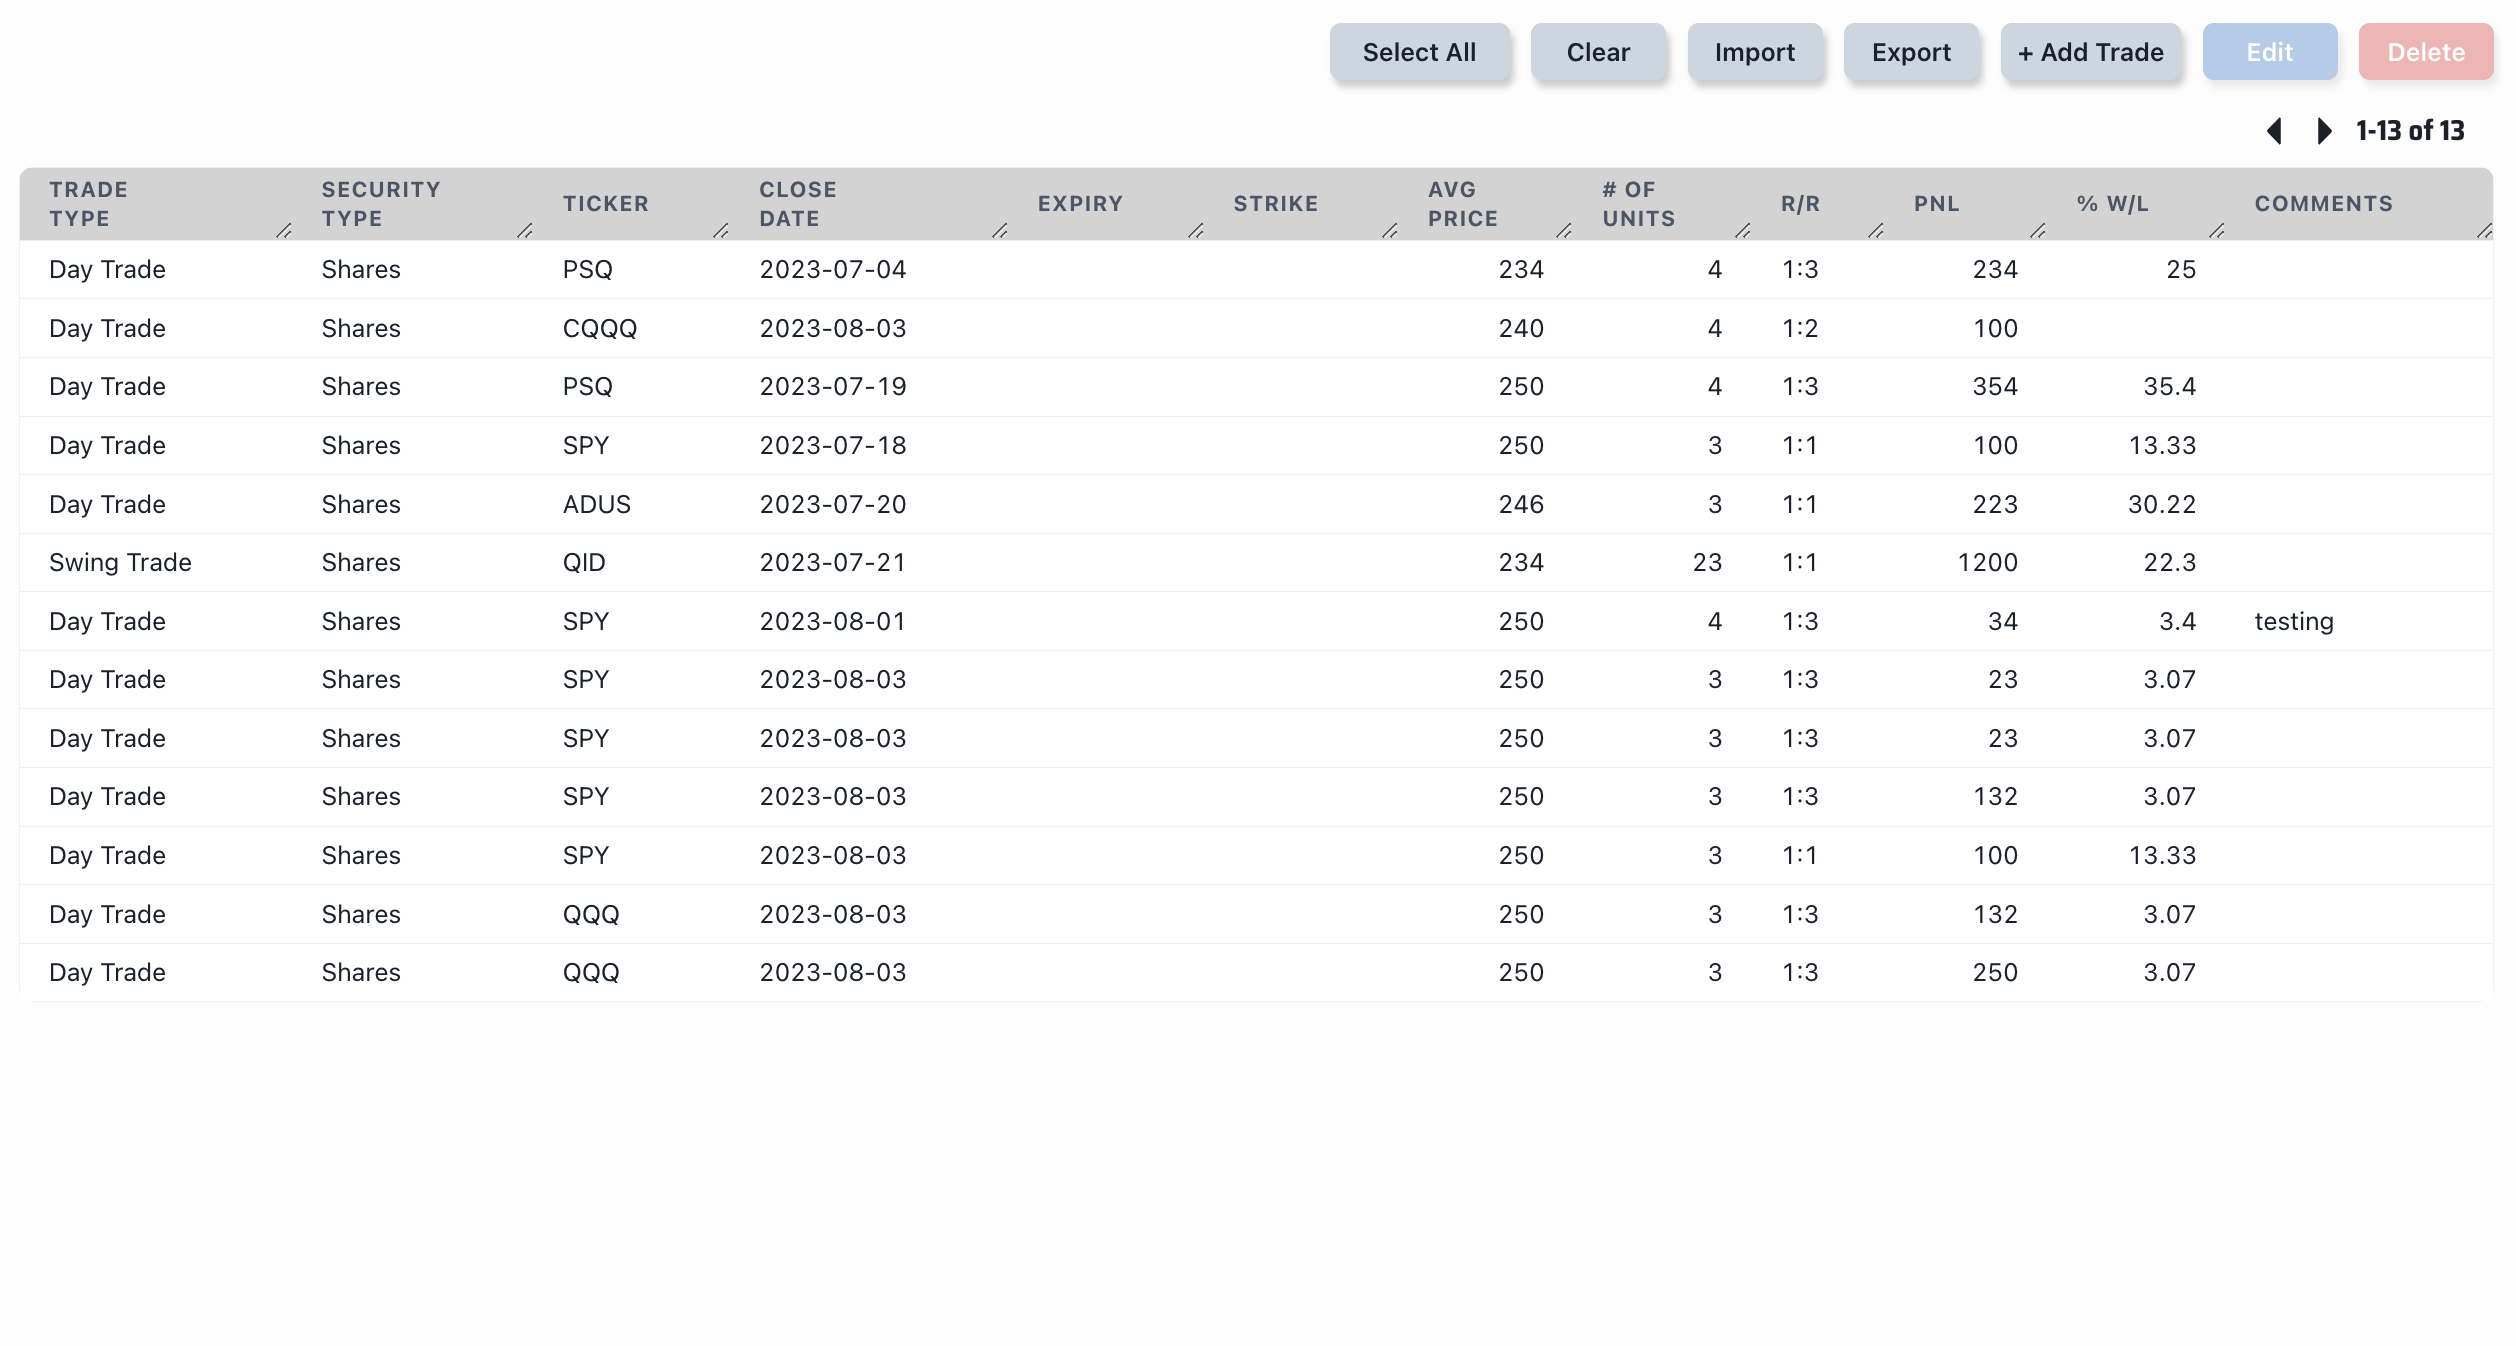 Select All Clear Import Export + Add Trade Edit Delete
1-13 of 13
TRADE TYPE SECURITY TYPE TICKER CLOSE DATE EXPIRY STRIKE AVG PRICE # OF UNITS R/R PNL % W/L COMMENTS
Day Trade Shares PSQ 2023-07-04 234 4 1:3 234 25
Day Trade Shares CQQQ 2023-08-03 240 4 1:2 100
Day Trade Shares PSQ 2023-07-19 250 4 1:3 354 35.4
Day Trade Shares SPY 2023-07-18 250 3 1:1 100 13.33
Day Trade Shares ADUS 2023-07-20 246 3 1:1 223 30.22
Swing Trade Shares QID 2023-07-21 234 23 1:1 1200 22.3
Day Trade Shares SPY 2023-08-01 250 4 1:3 34 3.4 testing
Day Trade Shares SPY 2023-08-03 250 3 1:3 23 3.07
Day Trade Shares SPY 2023-08-03 250 3 1:3 23 3.07
Day Trade Shares SPY 2023-08-03 250 3 1:3 132 3.07
Day Trade Shares SPY 2023-08-03 250 3 1:1 100 13.33
Day Trade Shares QQQ 2023-08-03 250 3 1:3 132 3.07
Day Trade Shares QQQ 2023-08-03 250 3 1:3 250 3.07